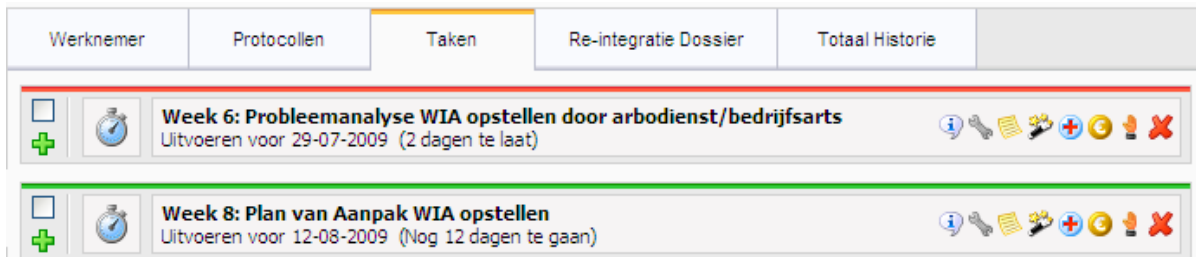 Werknemer
Protocollen
Taken
Re-integratie Dossier
Totaal Historie
Week 6: Probleemanalyse WIA opstellen door arbodienst/bedrijfsarts
Uitvoeren voor 29-07-2009 (2 dagen te laat)
Week 8: Plan van Aanpak WIA opstellen
Uitvoeren voor 12-08-2009 (Nog 12 dagen te gaan)